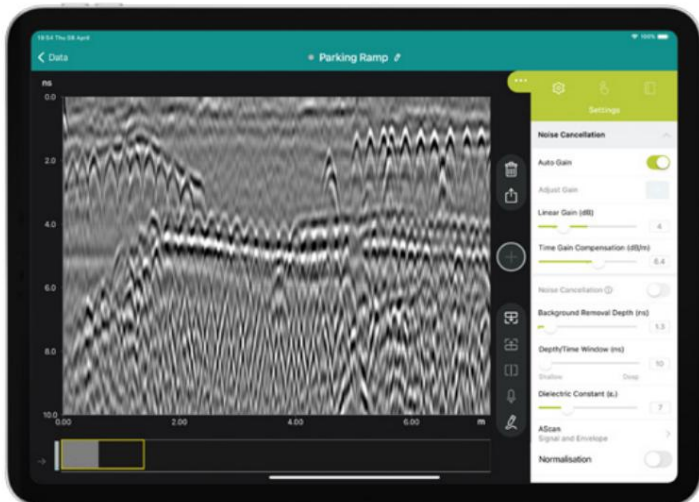 19:54 Thu 08 April
100%
Data
Parking Ramp
ns
0.0
2.0
4.0
6.0
8.0
10.0
0.00
2.00
4.00
6.00
m
Settings
Noise Cancellation
Auto Gain
Adjust Gain
Linear Gain (dB)
4
Time Gain Compensation (dB/m)
6.4
Noise Cancellation
Background Removal Depth (ns)
1.3
Depth/Time Window (ns)
10
Shallow Deep
Dielectric Constant (εr)
7
AScan
Signal and Envelope
Normalisation